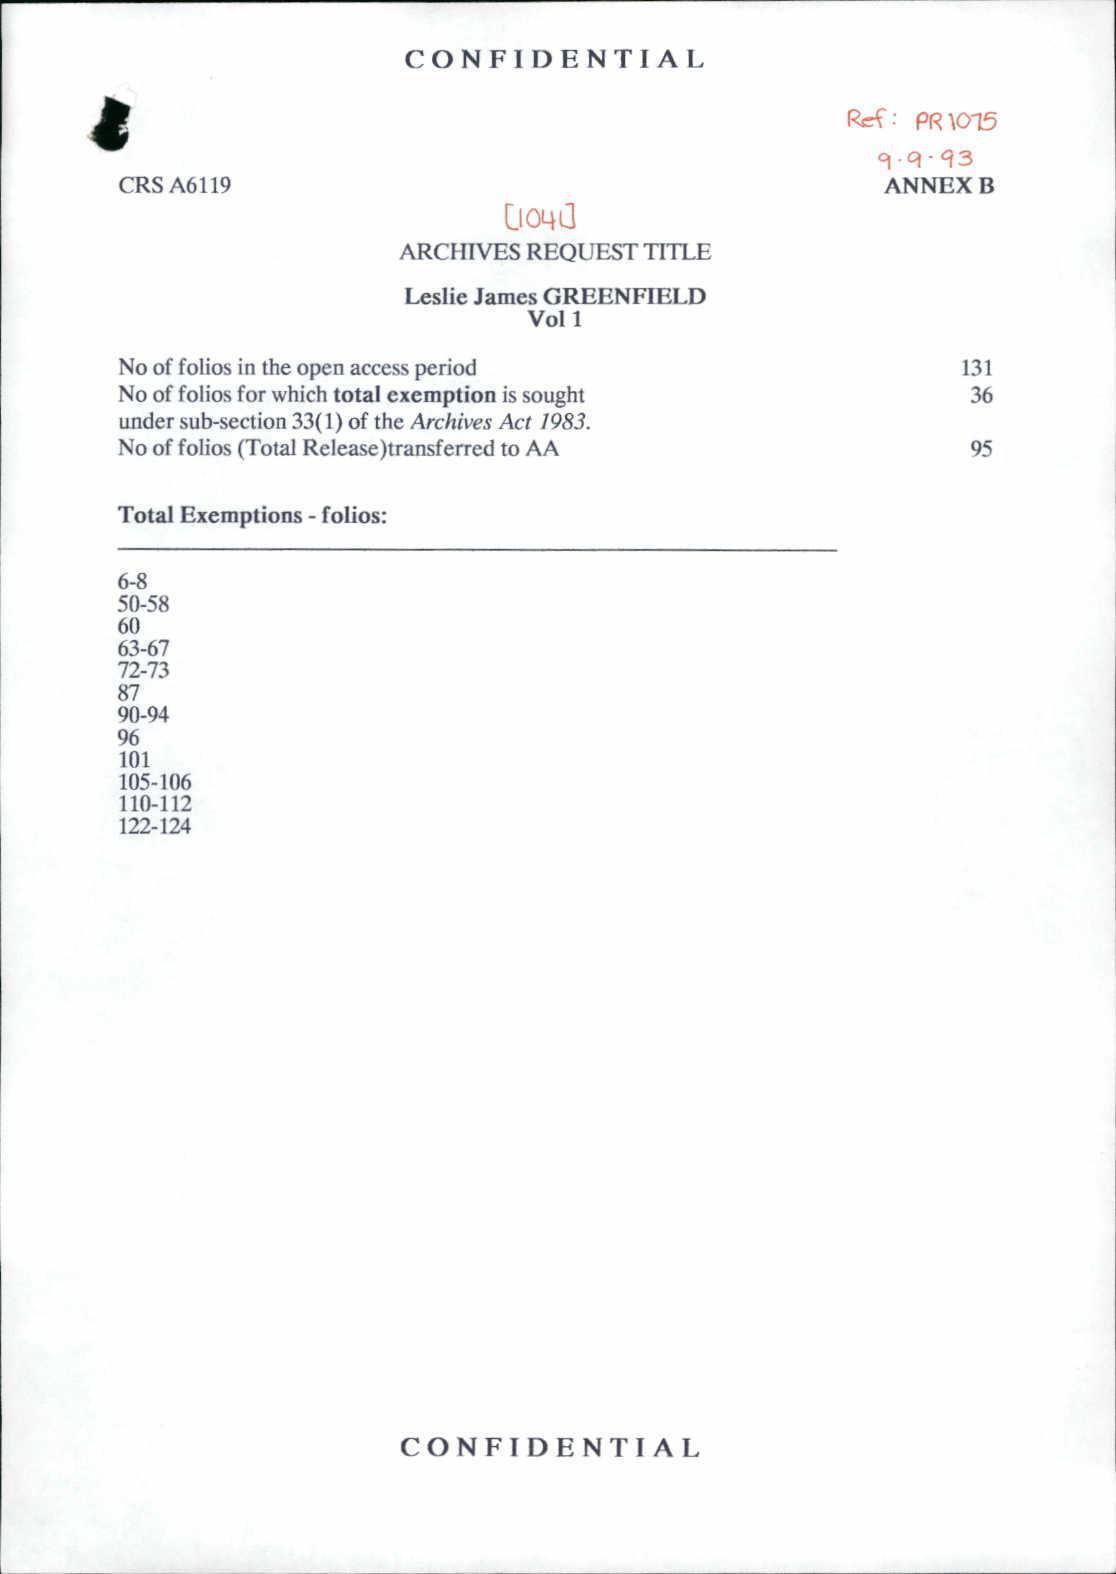 CONFIDENTIAL
Ref: PR1075
9.9.93
CRS A6119
ANNEX B
[1041]
ARCHIVES REQUEST TITLE
Leslie James GREENFIELD
Vol 1
No of folios in the open access period 131
No of folios for which total exemption is sought 36
under sub-section 33(1) of the Archives Act 1983.
No of folios (Total Release)transferred to AA 95
Total Exemptions - folios:
6-8
50-58
60
63-67
72-73
87
90-94
96
101
105-106
110-112
122-124
CONFIDENTIAL